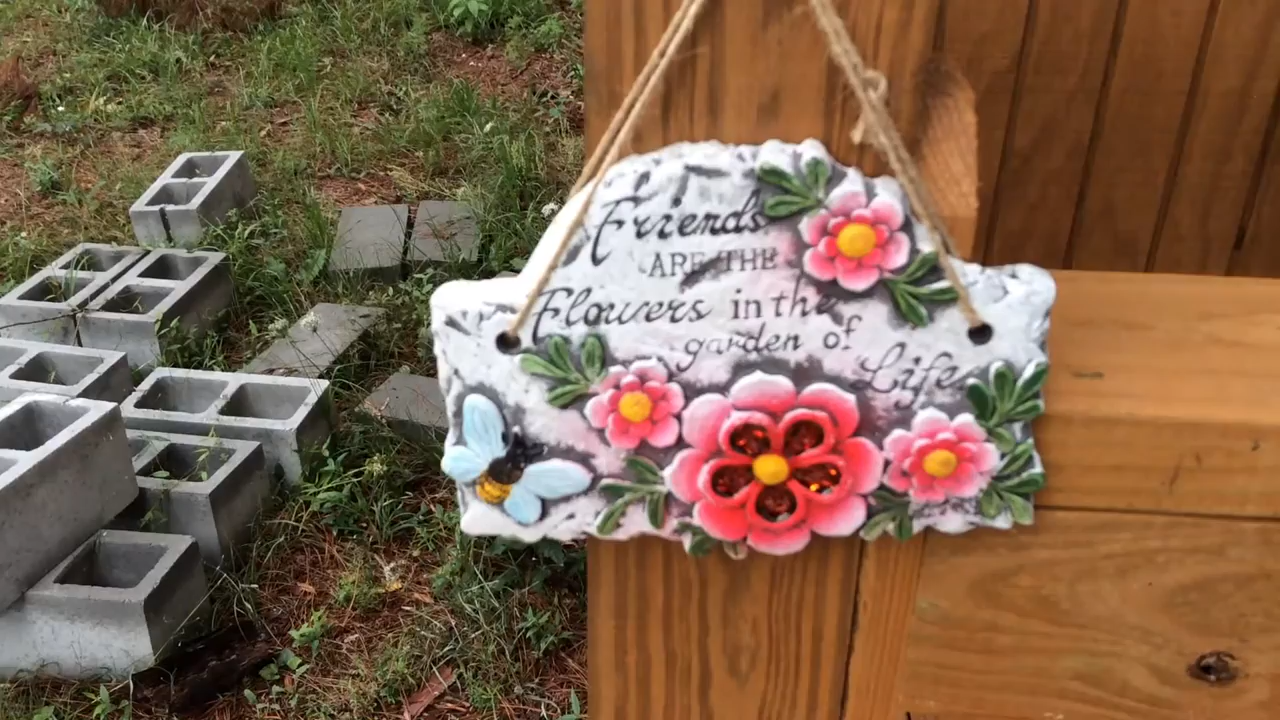 Friends
ARE THE
Flowers in the
garden of
Life